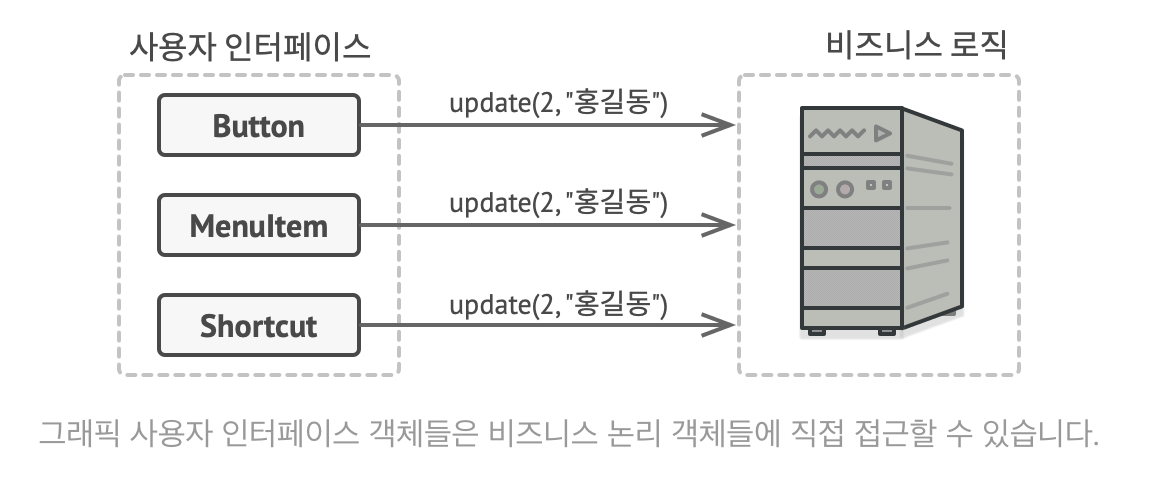 사용자 인터페이스
비즈니스 로직
Button
update(2, "홍길동")
MenuItem
update(2, "홍길동")
Shortcut
update(2, "홍길동")
그래픽 사용자 인터페이스 객체들은 비즈니스 논리 객체들에 직접 접근할 수 있습니다.